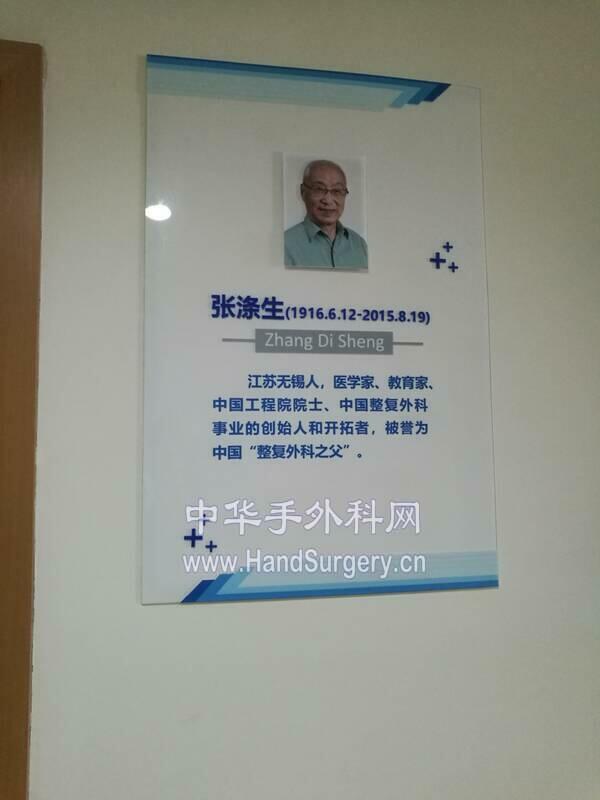 张涤生(1916.6.12-2015.8.19)
Zhang Di Sheng
江苏无锡人，医学家、教育家、
中国工程院院士、中国整复外科
事业的创始人和开拓者，被誉为
中国“整复外科之父”。
中华手外科网
www.HandSurgery.cn